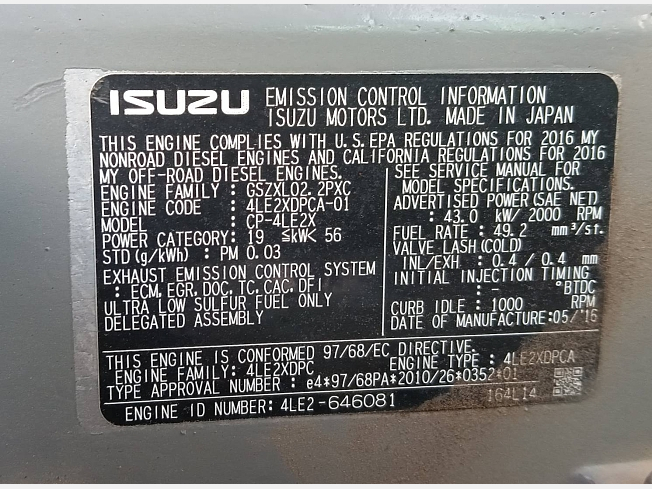 ISUZU EMISSION CONTROL INFORMATION
ISUZU MOTORS LTD. MADE IN JAPAN
THIS ENGINE COMPLIES WITH U.S.EPA REGULATIONS FOR 2016 MY
NONROAD DIESEL ENGINES AND CALIFORNIA REGULATIONS FOR 2016
MY OFF-ROAD DIESEL ENGINES.
ENGINE FAMILY : GSZXL02.2PXC
ENGINE CODE : 4LE2XDPCA-01
MODEL : CP-4LE2X
POWER CATEGORY: 19 ≦kW< 56
STD (g/kWh) : PM 0.03
EXHAUST EMISSION CONTROL SYSTEM
: ECM, EGR, DOC, TC, CAC, DFI
ULTRA LOW SULFUR FUEL ONLY
DELEGATED ASSEMBLY
SEE SERVICE MANUAL FOR
MODEL SPECIFICATIONS.
ADVERTISED POWER(SAE NET)
: 43.0 kW/ 2000 RPM
FUEL RATE : 49.2 mm³/st.
VALVE LASH(COLD)
INL/EXH : 0.4 / 0.4 mm
INITIAL INJECTION TIMING
: - °BTDC
CURB IDLE : 1000 RPM
DATE OF MANUFACTURE:05/'16
THIS ENGINE CONFORMED 97/68/EC DIRECTIVE.
ENGINE FAMILY: 4LE2XDPC ENGINE TYPE : 4LE2XDPCA
TYPE APPROVAL NUMBER : e4*97/68PA*2010/26*0352*01
ENGINE ID NUMBER: 4LE2-646081 164L14